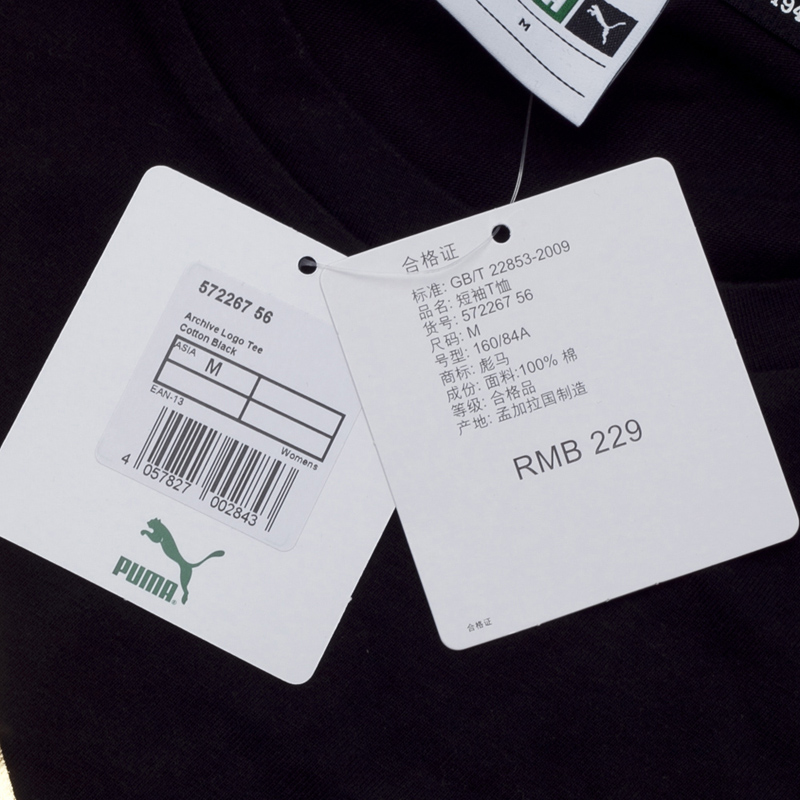 M
194
572267 56
Archive Logo Tee
Cotton Black
ASIA M
EAN-13
Womens
4 057827 002843
PUMA
合格证
标准: GB/T 22853-2009
品名: 短袖T恤
货号: 572267 56
尺码: M
号型: 160/84A
商标: 彪马
成份: 面料:100% 棉
等级: 合格品
产地: 孟加拉国制造
RMB 229
合格证